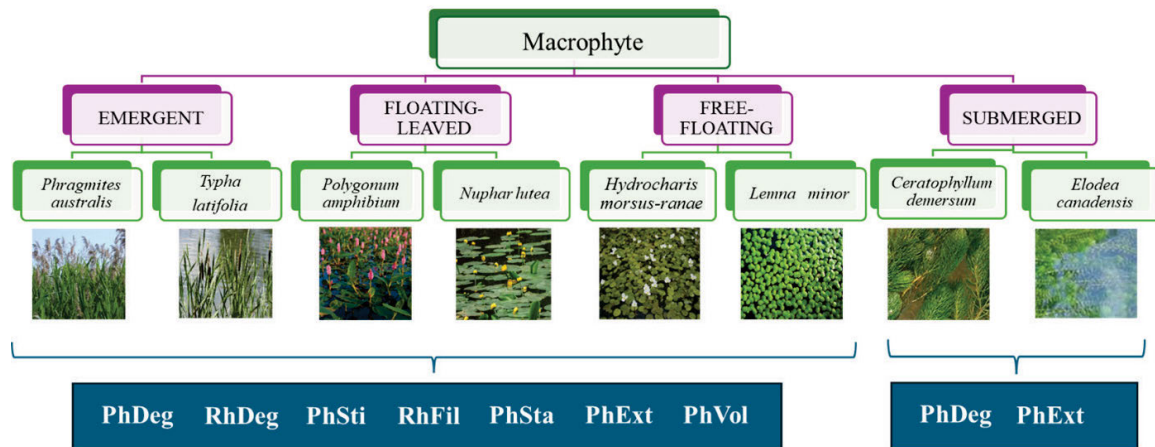 Macrophyte
EMERGENT
FLOATING-
LEAVED
FREE-
FLOATING
SUBMERGED
Phragmites
australis
Typha
latifolia
Polygonum
amphibium
Nuphar lutea
Hydrocharis
morsus-ranae
Lemna minor
Ceratophyllum
demersum
Elodea
canadensis
PhDeg RhDeg PhSti RhFil PhSta PhExt PhVol
PhDeg PhExt